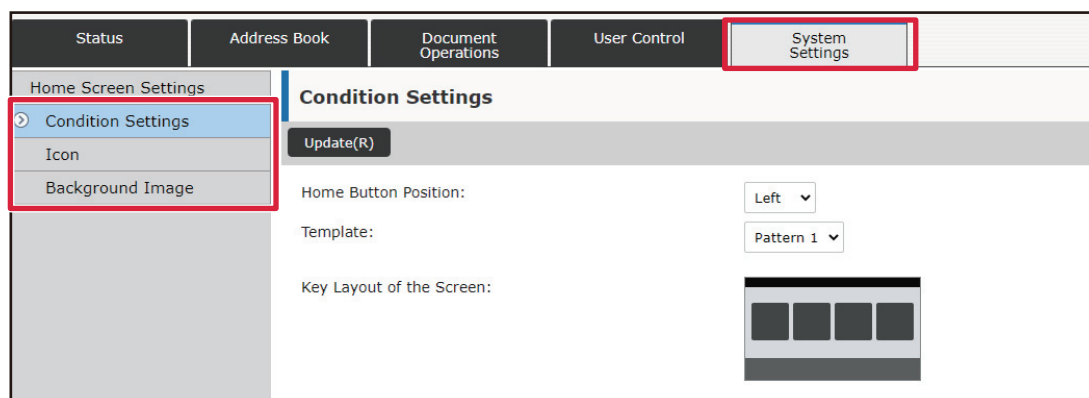 Status
Address Book
Document
Operations
User Control
System
Settings
Home Screen Settings
Condition Settings
Icon
Background Image
Condition Settings
Update(R)
Home Button Position:
Left
Template:
Pattern 1
Key Layout of the Screen: